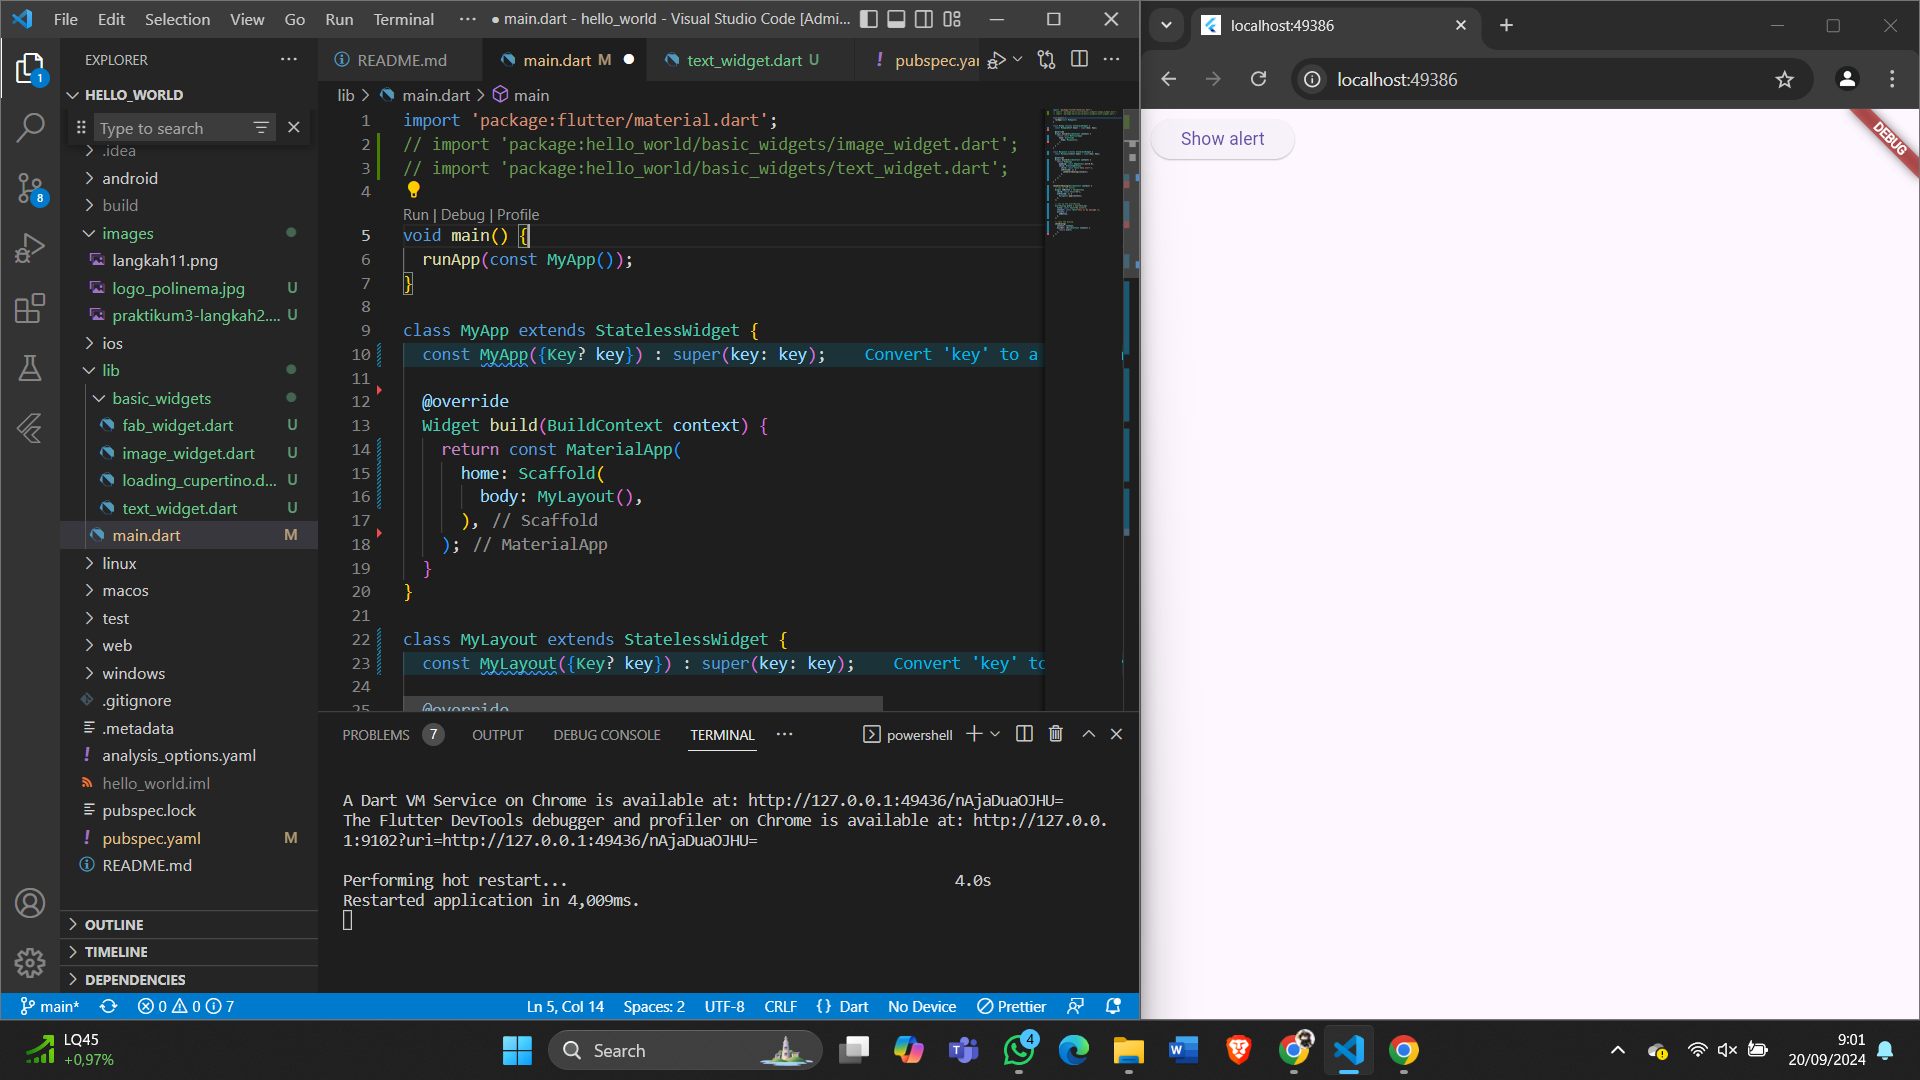 File Edit Selection View Go Run Terminal ··· ● main.dart - hello_world - Visual Studio Code [Admi...
EXPLORER ···
HELLO_WORLD
Type to search
.idea
android
build
images
langkah11.png
logo_polinema.jpg U
praktikum3-langkah2.... U
ios
lib
basic_widgets
fab_widget.dart U
image_widget.dart U
loading_cupertino.d... U
text_widget.dart U
main.dart M
linux
macos
test
web
windows
.gitignore
.metadata
analysis_options.yaml
hello_world.iml
pubspec.lock
pubspec.yaml M
README.md
OUTLINE
TIMELINE
DEPENDENCIES
1
8
README.md main.dart M ● text_widget.dart U ! pubspec.yam
lib > main.dart > main
1 import 'package:flutter/material.dart';
2 // import 'package:hello_world/basic_widgets/image_widget.dart';
3 // import 'package:hello_world/basic_widgets/text_widget.dart';
4
Run | Debug | Profile
5 void main() {
6 runApp(const MyApp());
7 }
8
9 class MyApp extends StatelessWidget {
10 const MyApp({Key? key}) : super(key: key); Convert 'key' to a
11
12 @override
13 Widget build(BuildContext context) {
14 return const MaterialApp(
15 home: Scaffold(
16 body: MyLayout(),
17 ), // Scaffold
18 ); // MaterialApp
19 }
20 }
21
22 class MyLayout extends StatelessWidget {
23 const MyLayout({Key? key}) : super(key: key); Convert 'key' to
24
25 @override
PROBLEMS 7 OUTPUT DEBUG CONSOLE TERMINAL ··· powershell
A Dart VM Service on Chrome is available at: http://127.0.0.1:49436/nAjaDuaOJHU=
The Flutter DevTools debugger and profiler on Chrome is available at: http://127.0.0.
1:9102?uri=http://127.0.0.1:49436/nAjaDuaOJHU=
Performing hot restart... 4.0s
Restarted application in 4,009ms.
main* 0 0 7 Ln 5, Col 14 Spaces: 2 UTF-8 CRLF {} Dart No Device Prettier
localhost:49386
localhost:49386
Show alert
DEBUG
LQ45
+0,97%
Search
4
9:01
20/09/2024